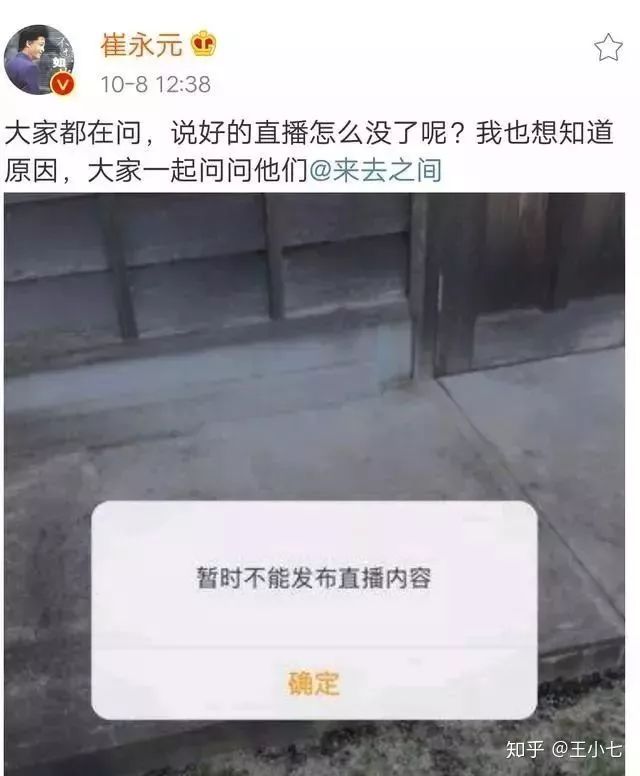 崔永元
10-8 12:38
大家都在问，说好的直播怎么没了呢？我也想知道
原因，大家一起问问他们@来去之间
暂时不能发布直播内容
确定
知乎 @王小七